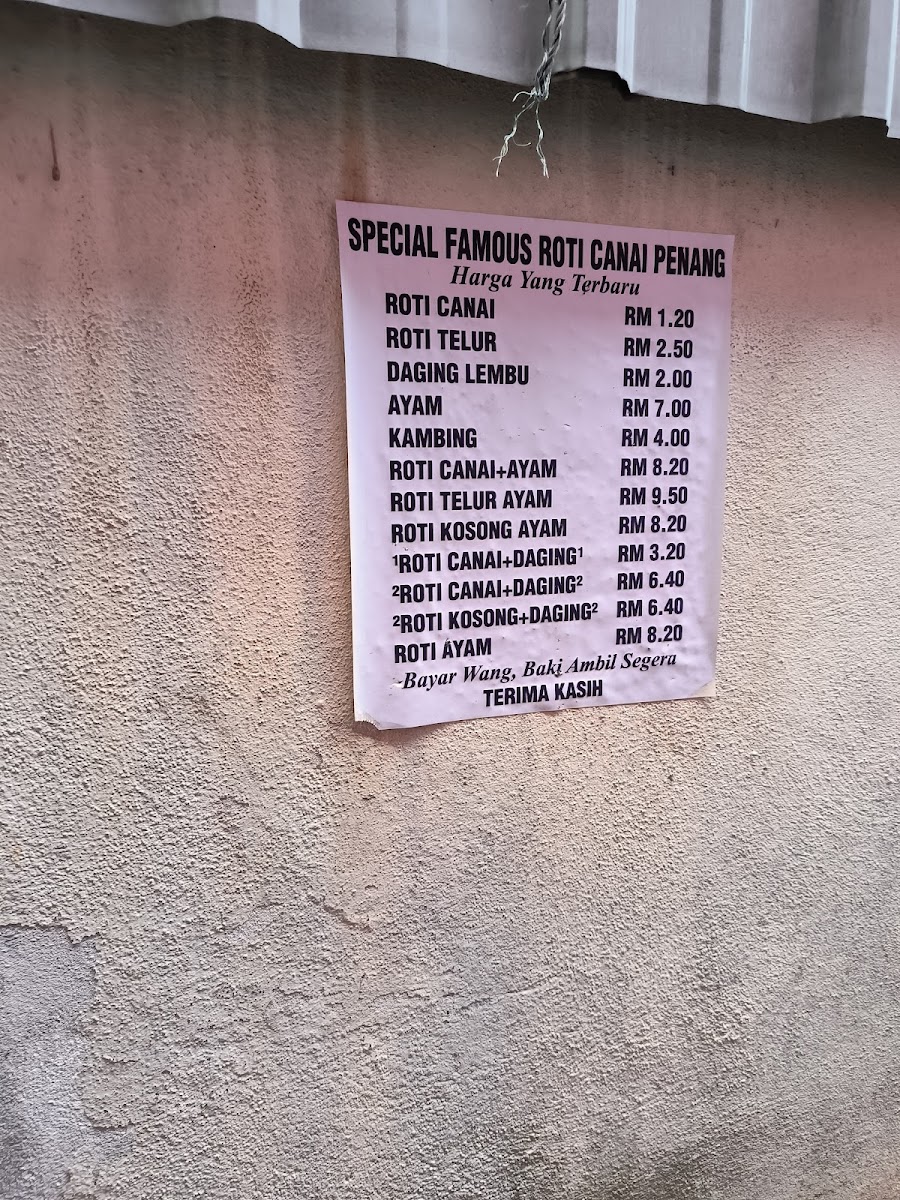 SPECIAL FAMOUS ROTI CANAI PENANG
Harga Yang Terbaru
ROTI CANAI RM 1.20
ROTI TELUR RM 2.50
DAGING LEMBU RM 2.00
AYAM RM 7.00
KAMBING RM 4.00
ROTI CANAI+AYAM RM 8.20
ROTI TELUR AYAM RM 9.50
ROTI KOSONG AYAM RM 8.20
¹ROTI CANAI+DAGING¹ RM 3.20
²ROTI CANAI+DAGING² RM 6.40
²ROTI KOSONG+DAGING² RM 6.40
ROTI AYAM RM 8.20
Bayar Wang, Baki Ambil Segera
TERIMA KASIH